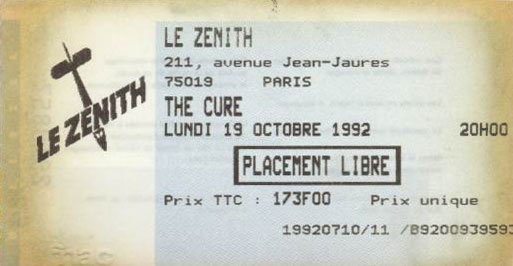 LE ZENITH
LE ZENITH
211, avenue Jean-Jaures
75019 PARIS
THE CURE
LUNDI 19 OCTOBRE 1992 20H00
PLACEMENT LIBRE
Prix TTC : 173F00 Prix unique
19920710/11 /B9200939593